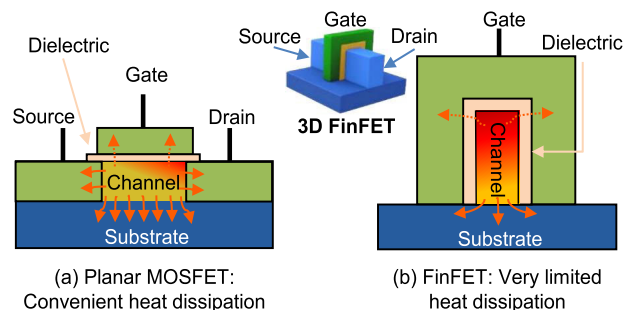 Dielectric
Gate
Source
Drain
Channel
Substrate
(a) Planar MOSFET:
Convenient heat dissipation
Gate
Source
Drain
3D FinFET
Gate
Dielectric
Channel
Substrate
(b) FinFET: Very limited
heat dissipation